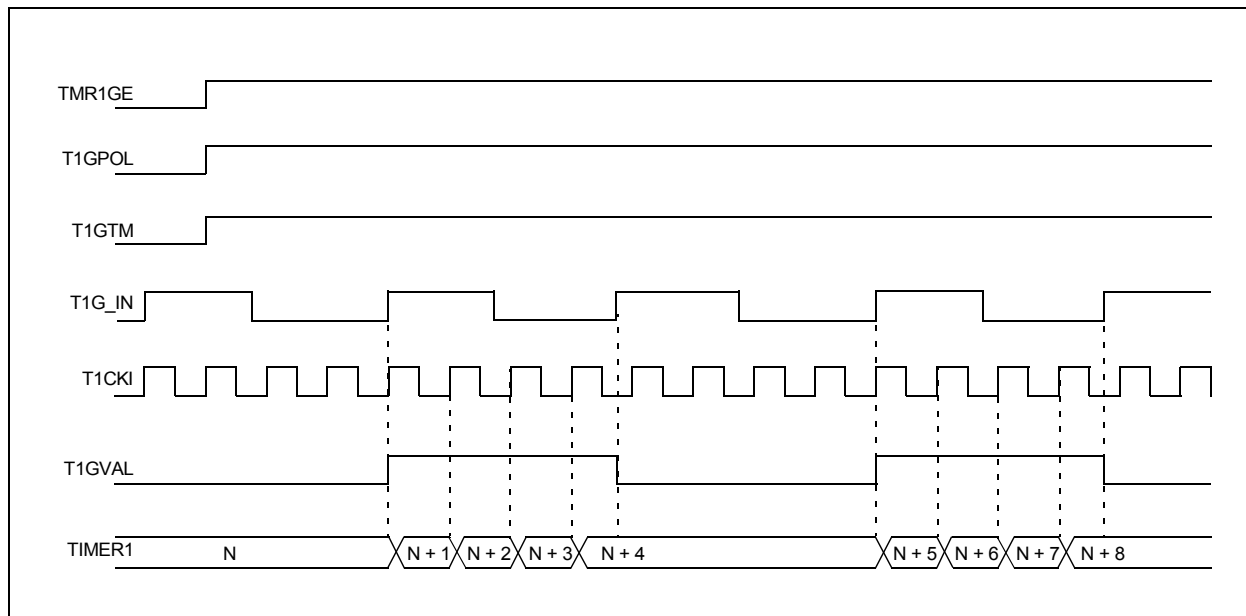 TMR1GE
T1GPOL
T1GTM
T1G_IN
T1CKI
T1GVAL
TIMER1 N N + 1 N + 2 N + 3 N + 4 N + 5 N + 6 N + 7 N + 8